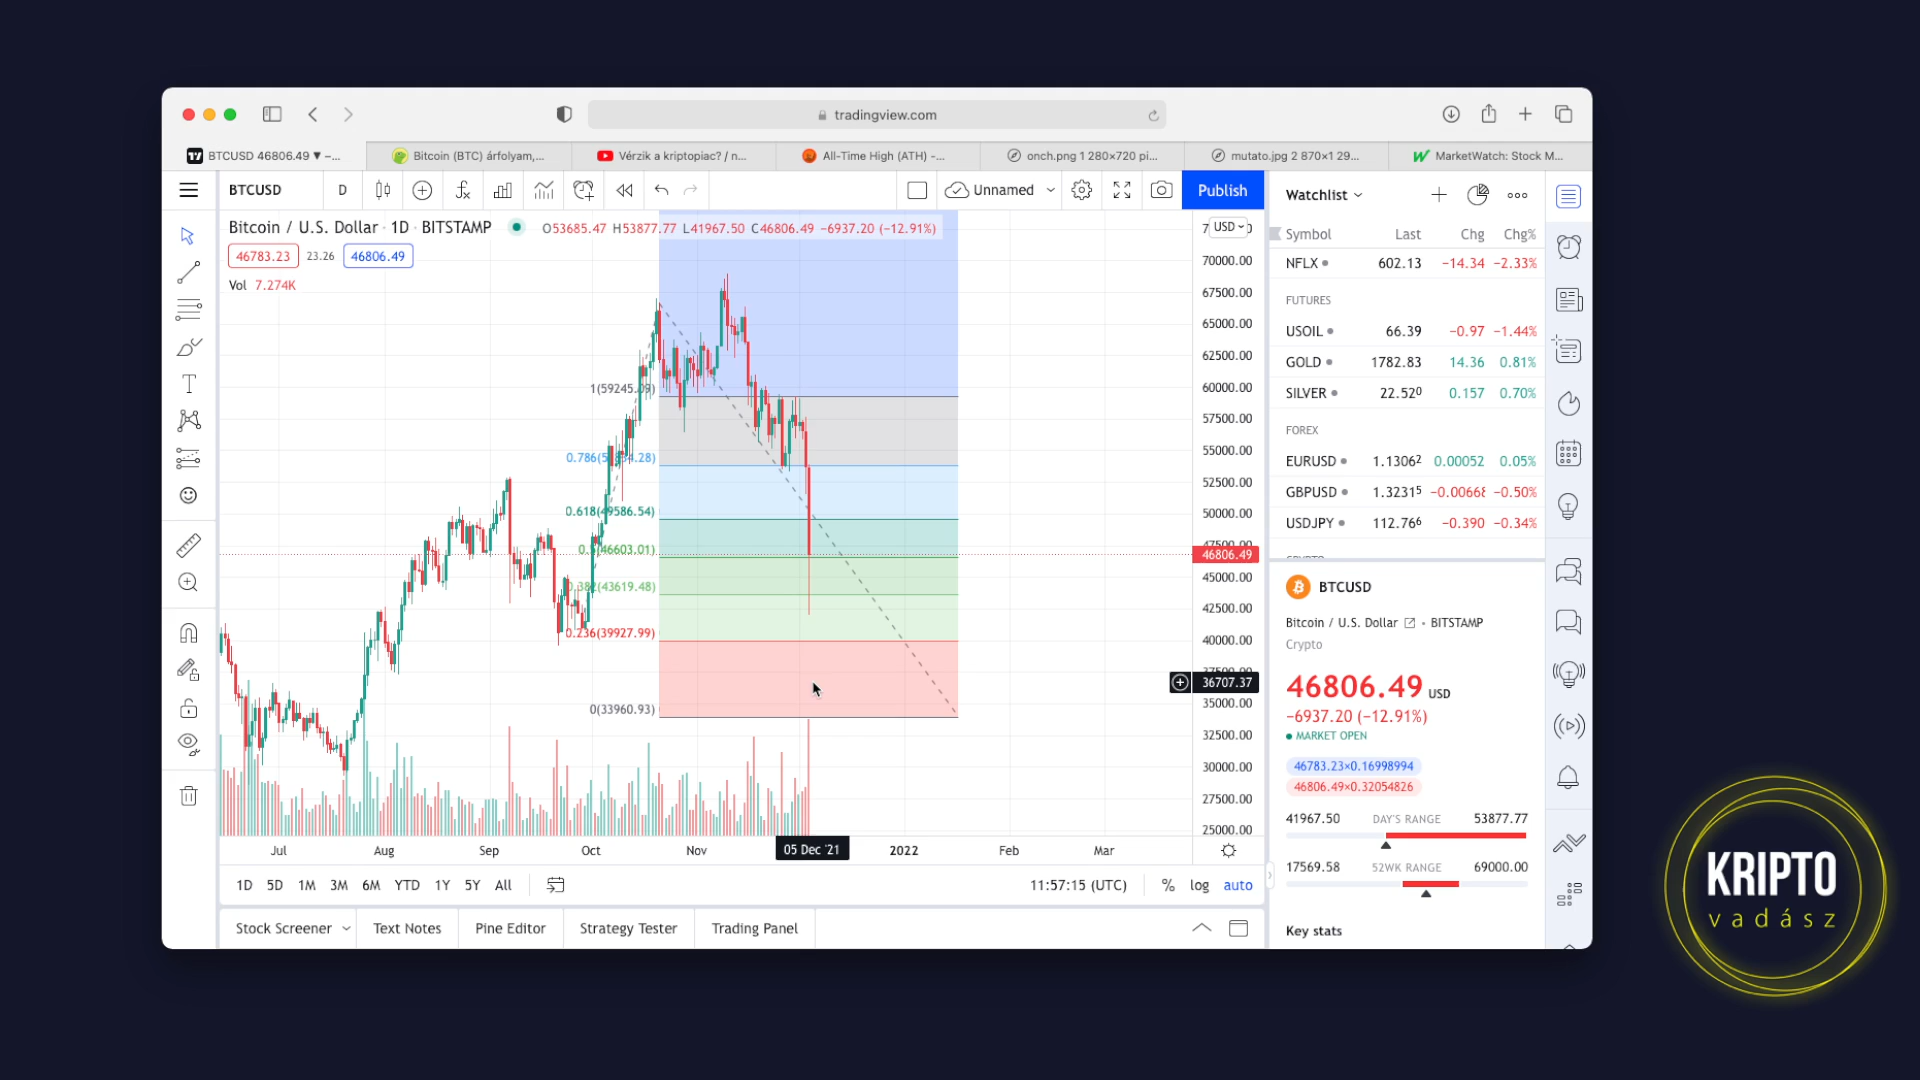 tradingview.com
BTCUSD 46806.49 ▼ –...
Bitcoin (BTC) árfolyam,...
Vérzik a kriptopiac? / n...
All-Time High (ATH) -...
onch.png 1 280×720 pi...
mutato.jpg 2 870×1 29...
MarketWatch: Stock M...
BTCUSD D
Unnamed
Publish
Bitcoin / U.S. Dollar · 1D · BITSTAMP
O53685.47 H53877.77 L41967.50 C46806.49 −6937.20 (−12.91%)
46783.23 23.26 46806.49
Vol 7.274K
USD
70000.00
67500.00
65000.00
62500.00
60000.00
57500.00
55000.00
52500.00
50000.00
47500.00
46806.49
45000.00
42500.00
40000.00
37500.00
36707.37
35000.00
32500.00
30000.00
27500.00
25000.00
1(59245.09)
0.618(49586.54)
0.5(46603.01)
0.382(43619.48)
0.236(39927.99)
0(33960.93)
Jul Aug Sep Oct Nov 05 Dec '21 2022 Feb Mar
1D 5D 1M 3M 6M YTD 1Y 5Y All
11:57:15 (UTC) % log auto
Stock Screener Text Notes Pine Editor Strategy Tester Trading Panel
Watchlist
Symbol Last Chg Chg%
NFLX 602.13 −14.34 −2.33%
FUTURES
USOIL 66.39 −0.97 −1.44%
GOLD 1782.83 14.36 0.81%
SILVER 22.520 0.157 0.70%
FOREX
EURUSD 1.13062 0.00052 0.05%
GBPUSD 1.32315 −0.00668 −0.50%
USDJPY 112.766 −0.390 −0.34%
BTCUSD
Bitcoin / U.S. Dollar • BITSTAMP
Crypto
46806.49 USD
−6937.20 (−12.91%)
MARKET OPEN
46783.23×0.16998994
46806.49×0.32054826
41967.50 DAY'S RANGE 53877.77
17569.58 52WK RANGE 69000.00
Key stats
KRIPTO
vadász